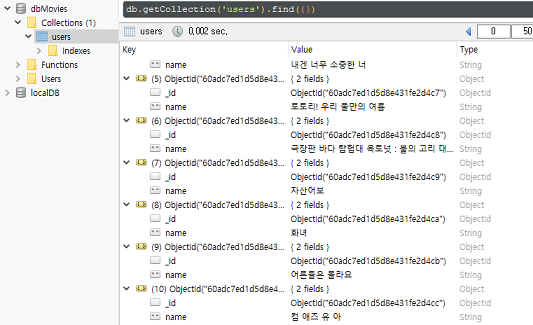 dbMovies
Collections (1)
users
Indexes
Functions
Users
localDB
db.getCollection('users').find({})
users 0,002 sec.
0 50
Key Value Type
name 내겐 너무 소중한 너 String
(5) ObjectId("60adc7ed1d5d8e43... { 2 fields } Object
_id ObjectId("60adc7ed1d5d8e431fe2d4c7") ObjectId
name 토토리! 우리 둘만의 여름 String
(6) ObjectId("60adc7ed1d5d8e43... { 2 fields } Object
_id ObjectId("60adc7ed1d5d8e431fe2d4c8") ObjectId
name 극장판 바다 탐험대 옥토넛 : 불의 고리 대... String
(7) ObjectId("60adc7ed1d5d8e43... { 2 fields } Object
_id ObjectId("60adc7ed1d5d8e431fe2d4c9") ObjectId
name 자산어보 String
(8) ObjectId("60adc7ed1d5d8e43... { 2 fields } Object
_id ObjectId("60adc7ed1d5d8e431fe2d4ca") ObjectId
name 화녀 String
(9) ObjectId("60adc7ed1d5d8e43... { 2 fields } Object
_id ObjectId("60adc7ed1d5d8e431fe2d4cb") ObjectId
name 어른들은 몰라요 String
(10) ObjectId("60adc7ed1d5d8e4... { 2 fields } Object
_id ObjectId("60adc7ed1d5d8e431fe2d4cc") ObjectId
name 컴 애즈 유 아 String